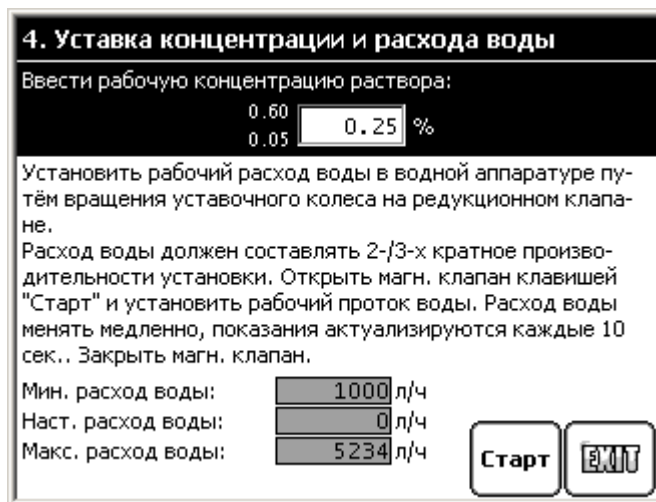 4. Уставка концентрации и расхода воды
Ввести рабочую концентрацию раствора:
0.60
0.05
0.25 %
Установить рабочий расход воды в водной аппаратуре пу-
тём вращения уставочного колеса на редукционном клапа-
не.
Расход воды должен составлять 2-/3-х кратное произво-
дительности установки. Открыть магн. клапан клавишей
"Старт" и установить рабочий проток воды. Расход воды
менять медленно, показания актуализируются каждые 10
сек.. Закрыть магн. клапан.
Мин. расход воды: 1000 л/ч
Наст. расход воды: 0 л/ч
Макс. расход воды: 5234 л/ч
Старт
EXIT